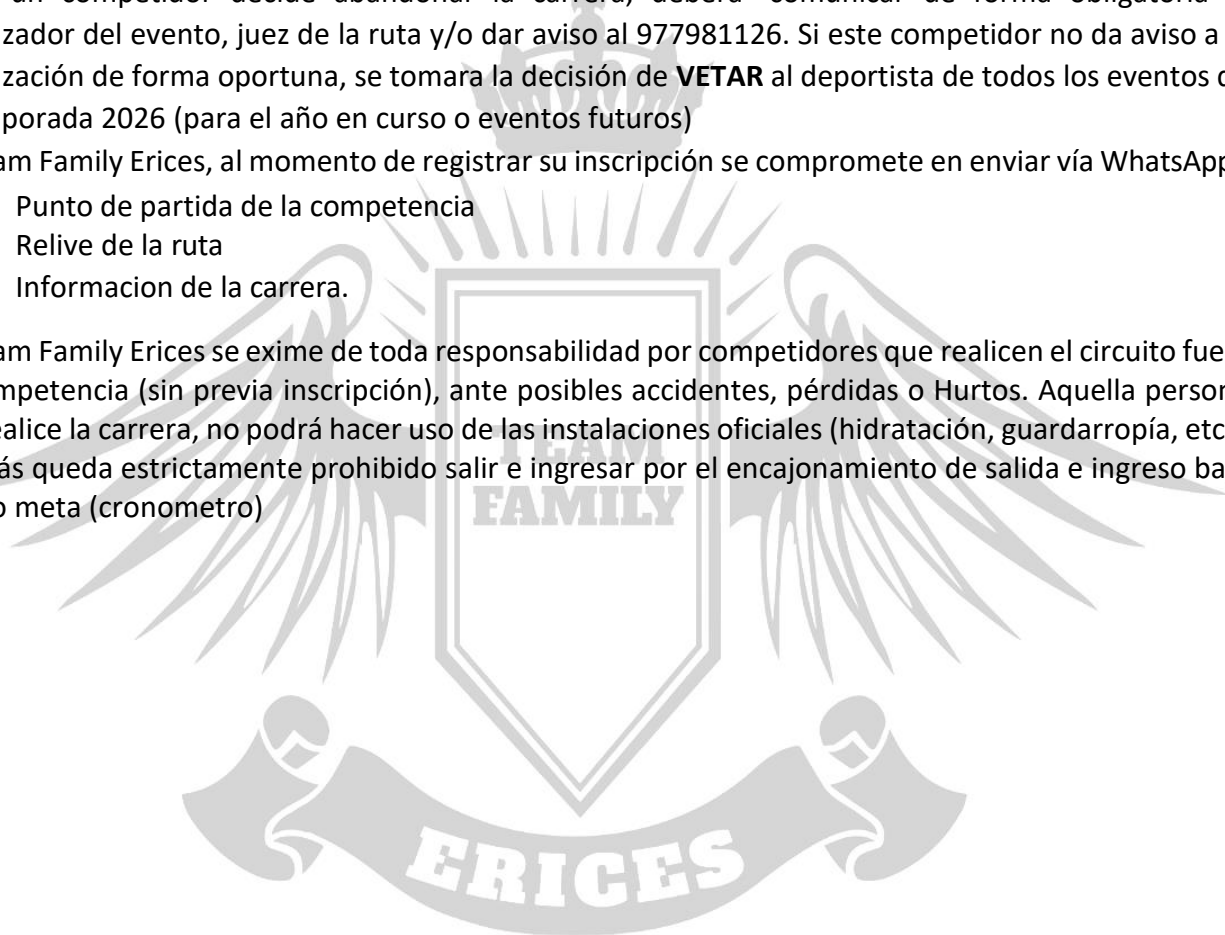 un competidor decide abandonar la carrera, deberá comunicar de forma obligatoria
izador del evento, juez de la ruta y/o dar aviso al 977981126. Si este competidor no da aviso a
ización de forma oportuna, se tomara la decisión de VETAR al deportista de todos los eventos
porada 2026 (para el año en curso o eventos futuros)
am Family Erices, al momento de registrar su inscripción se compromete en enviar vía WhatsApp
Punto de partida de la competencia
Relive de la ruta
Informacion de la carrera.
am Family Erices se exime de toda responsabilidad por competidores que realicen el circuito fue
mpetencia (sin previa inscripción), ante posibles accidentes, pérdidas o Hurtos. Aquella person
ealice la carrera, no podrá hacer uso de las instalaciones oficiales (hidratación, guardarropía, etc
ás queda estrictamente prohibido salir e ingresar por el encajonamiento de salida e ingreso ba
o meta (cronometro)
TEAM
FAMILY
ERICES